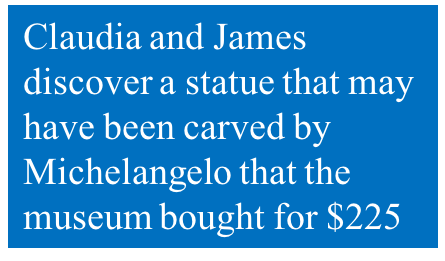 Claudia and James
discover a statue that may
have been carved by
Michelangelo that the
museum bought for $225